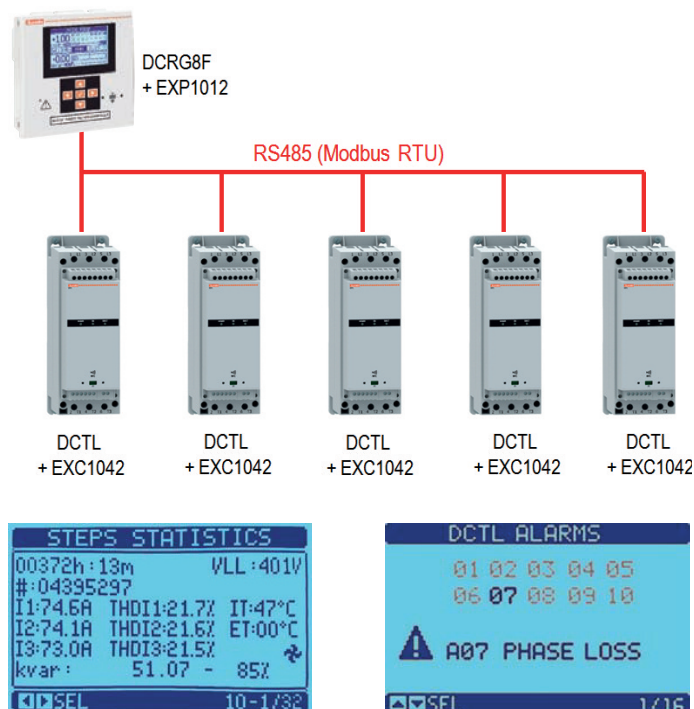 DCRG8F
+ EXP1012
RS485 (Modbus RTU)
DCTL
+ EXC1042
DCTL
+ EXC1042
DCTL
+ EXC1042
DCTL
+ EXC1042
DCTL
+ EXC1042
STEPS STATISTICS
00372h:13m VLL:401V
#:04395297
I1:74.6A THDI1:21.7% IT:47°C
I2:74.1A THDI2:21.6% ET:00°C
I3:73.0A THDI3:21.5%
kvar: 51.07 - 85%
SEL 10-1/32
DCTL ALARMS
01 02 03 04 05
06 07 08 09 10
A07 PHASE LOSS
SEL 1/16